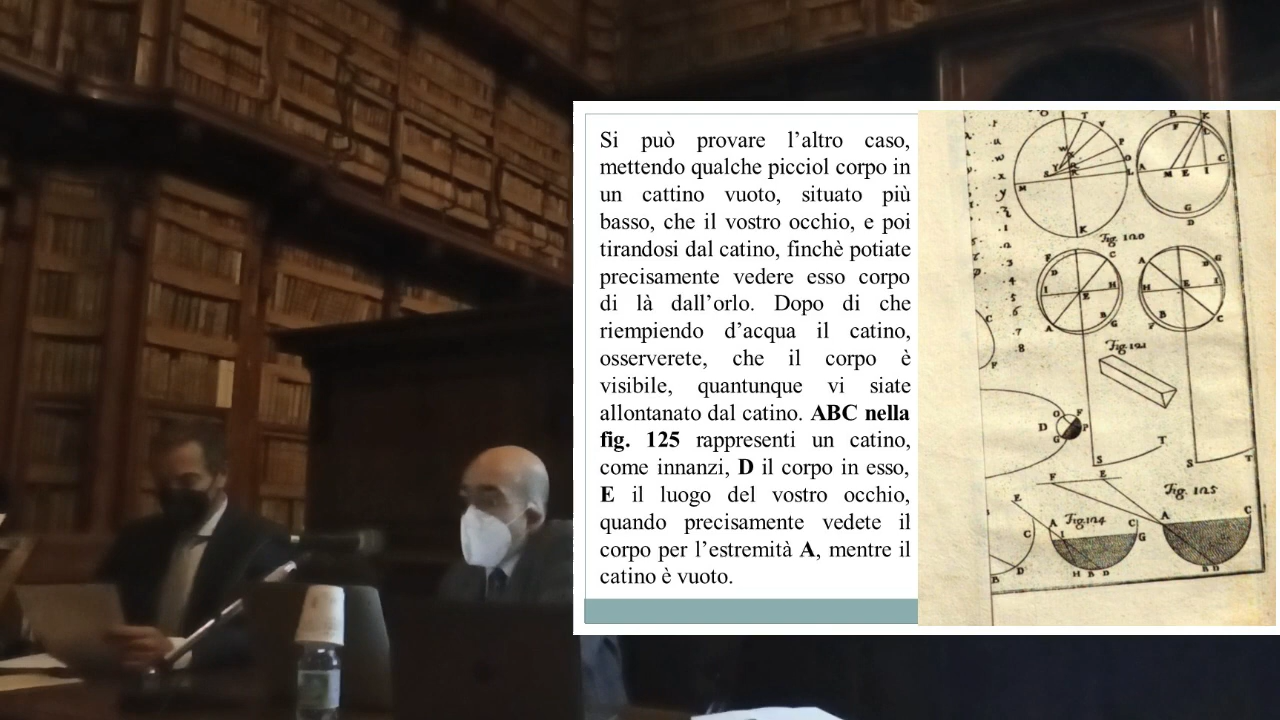 Si può provare l’altro caso,
mettendo qualche picciol corpo in
un cattino vuoto, situato più
basso, che il vostro occhio, e poi
tirandosi dal catino, finchè potiate
precisamente vedere esso corpo
di là dall’orlo. Dopo di che
riempiendo d’acqua il catino,
osserverete, che il corpo è
visibile, quantunque vi siate
allontanato dal catino. ABC nella
fig. 125 rappresenti un catino,
come innanzi, D il corpo in esso,
E il luogo del vostro occhio,
quando precisamente vedete il
corpo per l’estremità A, mentre il
catino è vuoto.
Fig 120
Fig 121
Fig 124
Fig. 125